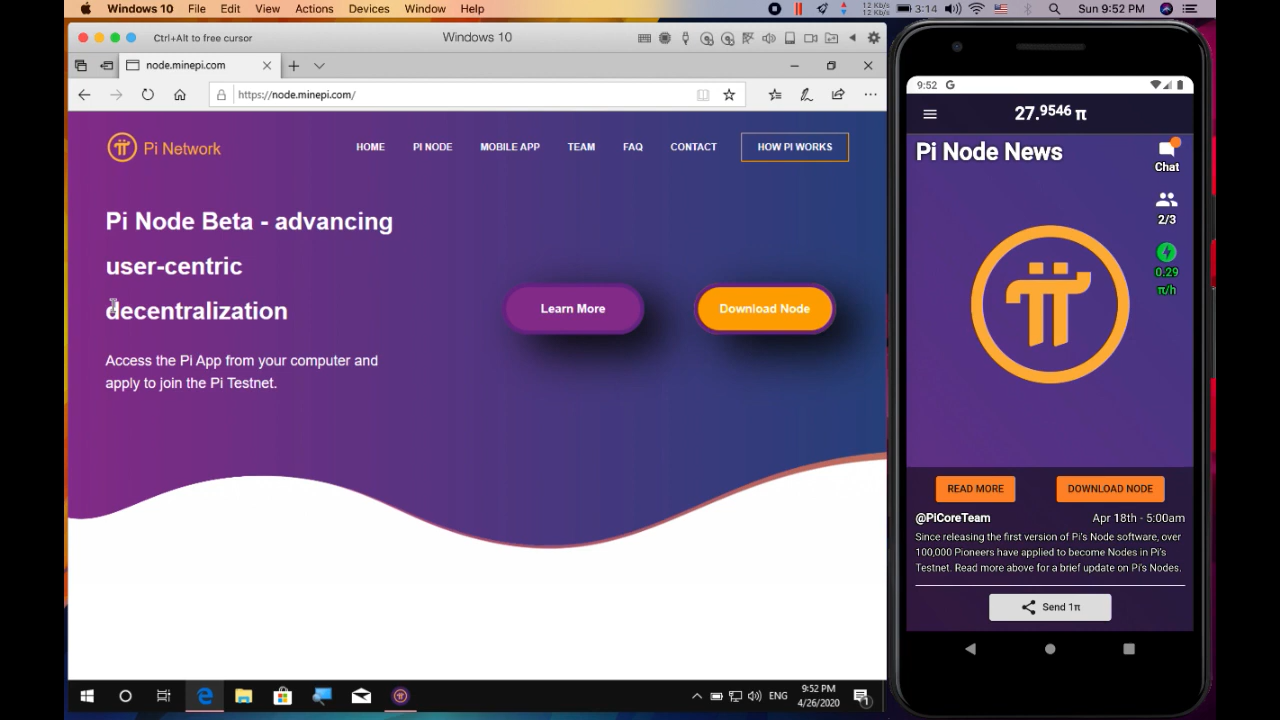 Windows 10 File Edit View Actions Devices Window Help
12 Kb/s
12 Kb/s
3:14
Sun 9:52 PM
Ctrl+Alt to free cursor
Windows 10
node.minepi.com
https://node.minepi.com/
Pi Network
HOME PI NODE MOBILE APP TEAM FAQ CONTACT HOW PI WORKS
Pi Node Beta - advancing
user-centric
decentralization
Access the Pi App from your computer and
apply to join the Pi Testnet.
Learn More
Download Node
ENG
9:52 PM
4/26/2020
1
9:52 G
27.9546 π
Pi Node News
Chat
2/3
0.29
π/h
READ MORE DOWNLOAD NODE
@PiCoreTeam Apr 18th - 5:00am
Since releasing the first version of Pi's Node software, over
100,000 Pioneers have applied to become Nodes in Pi's
Testnet. Read more above for a brief update on Pi's Nodes.
Send 1π